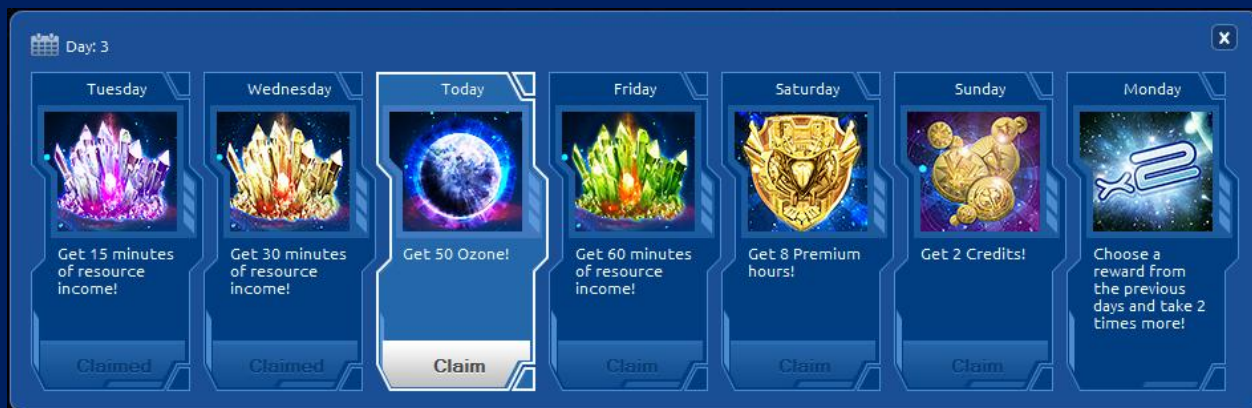 Day: 3
X
Tuesday
Get 15 minutes
of resource
income!
Claimed
Wednesday
Get 30 minutes
of resource
income!
Claimed
Today
Get 50 Ozone!
Claim
Friday
Get 60 minutes
of resource
income!
Claim
Saturday
Get 8 Premium
hours!
Claim
Sunday
Get 2 Credits!
Claim
Monday
x2
Choose a
reward from
the previous
days and take 2
times more!